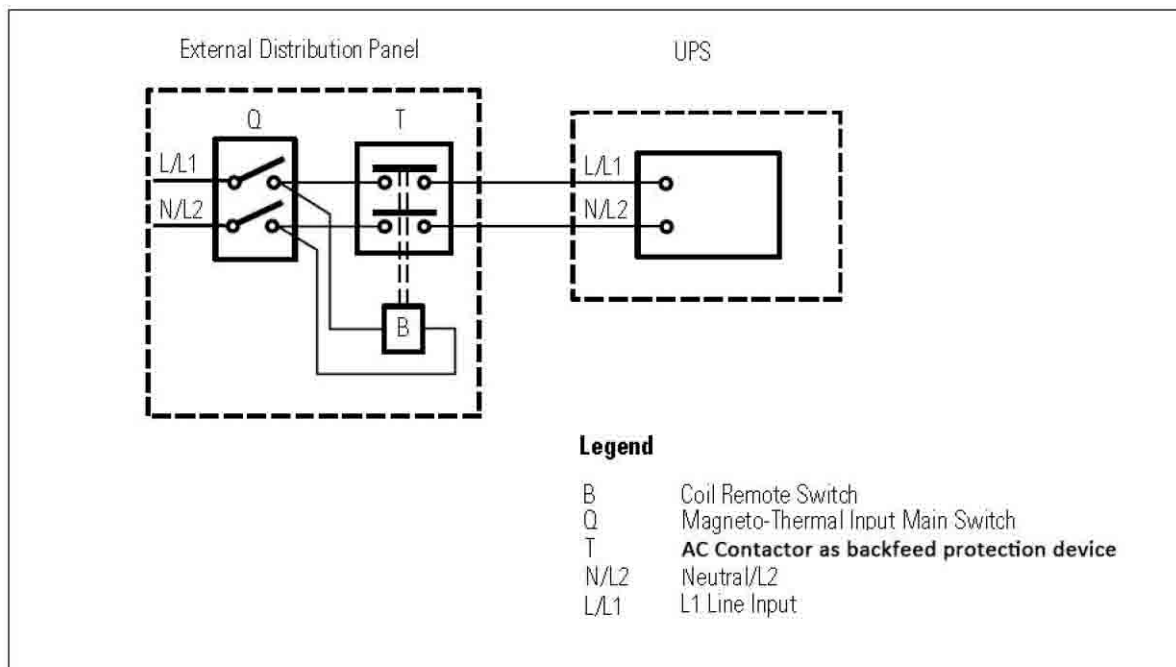 External Distribution Panel
UPS
Q
T
L/L1
N/L2
L/L1
N/L2
B
Legend
B Coil Remote Switch
Q Magneto-Thermal Input Main Switch
T AC Contactor as backfeed protection device
N/L2 Neutral/L2
L/L1 L1 Line Input